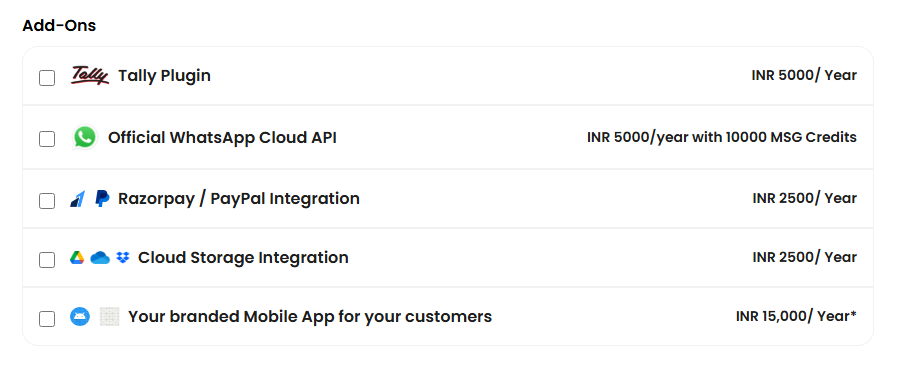 Add-Ons
Tally Tally Plugin INR 5000/ Year
Official WhatsApp Cloud API INR 5000/year with 10000 MSG Credits
Razorpay / PayPal Integration INR 2500/ Year
Cloud Storage Integration INR 2500/ Year
Your branded Mobile App for your customers INR 15,000/ Year*